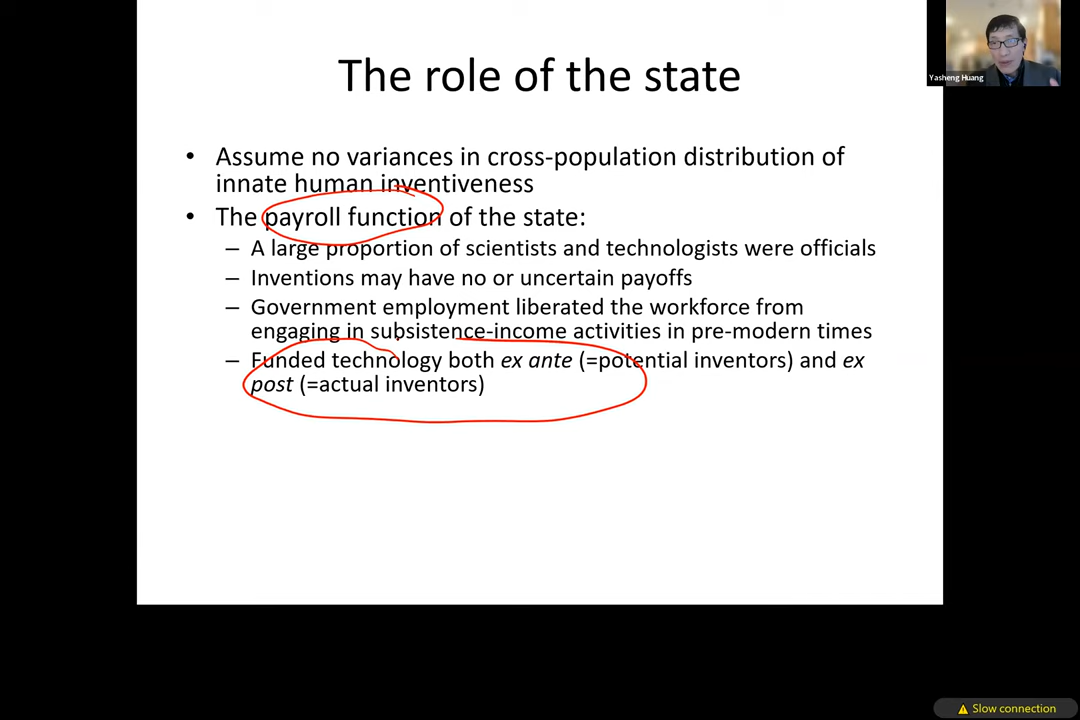 Yasheng Huang
The role of the state
• Assume no variances in cross-population distribution of
innate human inventiveness
• The payroll function of the state:
– A large proportion of scientists and technologists were officials
– Inventions may have no or uncertain payoffs
– Government employment liberated the workforce from
engaging in subsistence-income activities in pre-modern times
– Funded technology both ex ante (=potential inventors) and ex
post (=actual inventors)
Slow connection